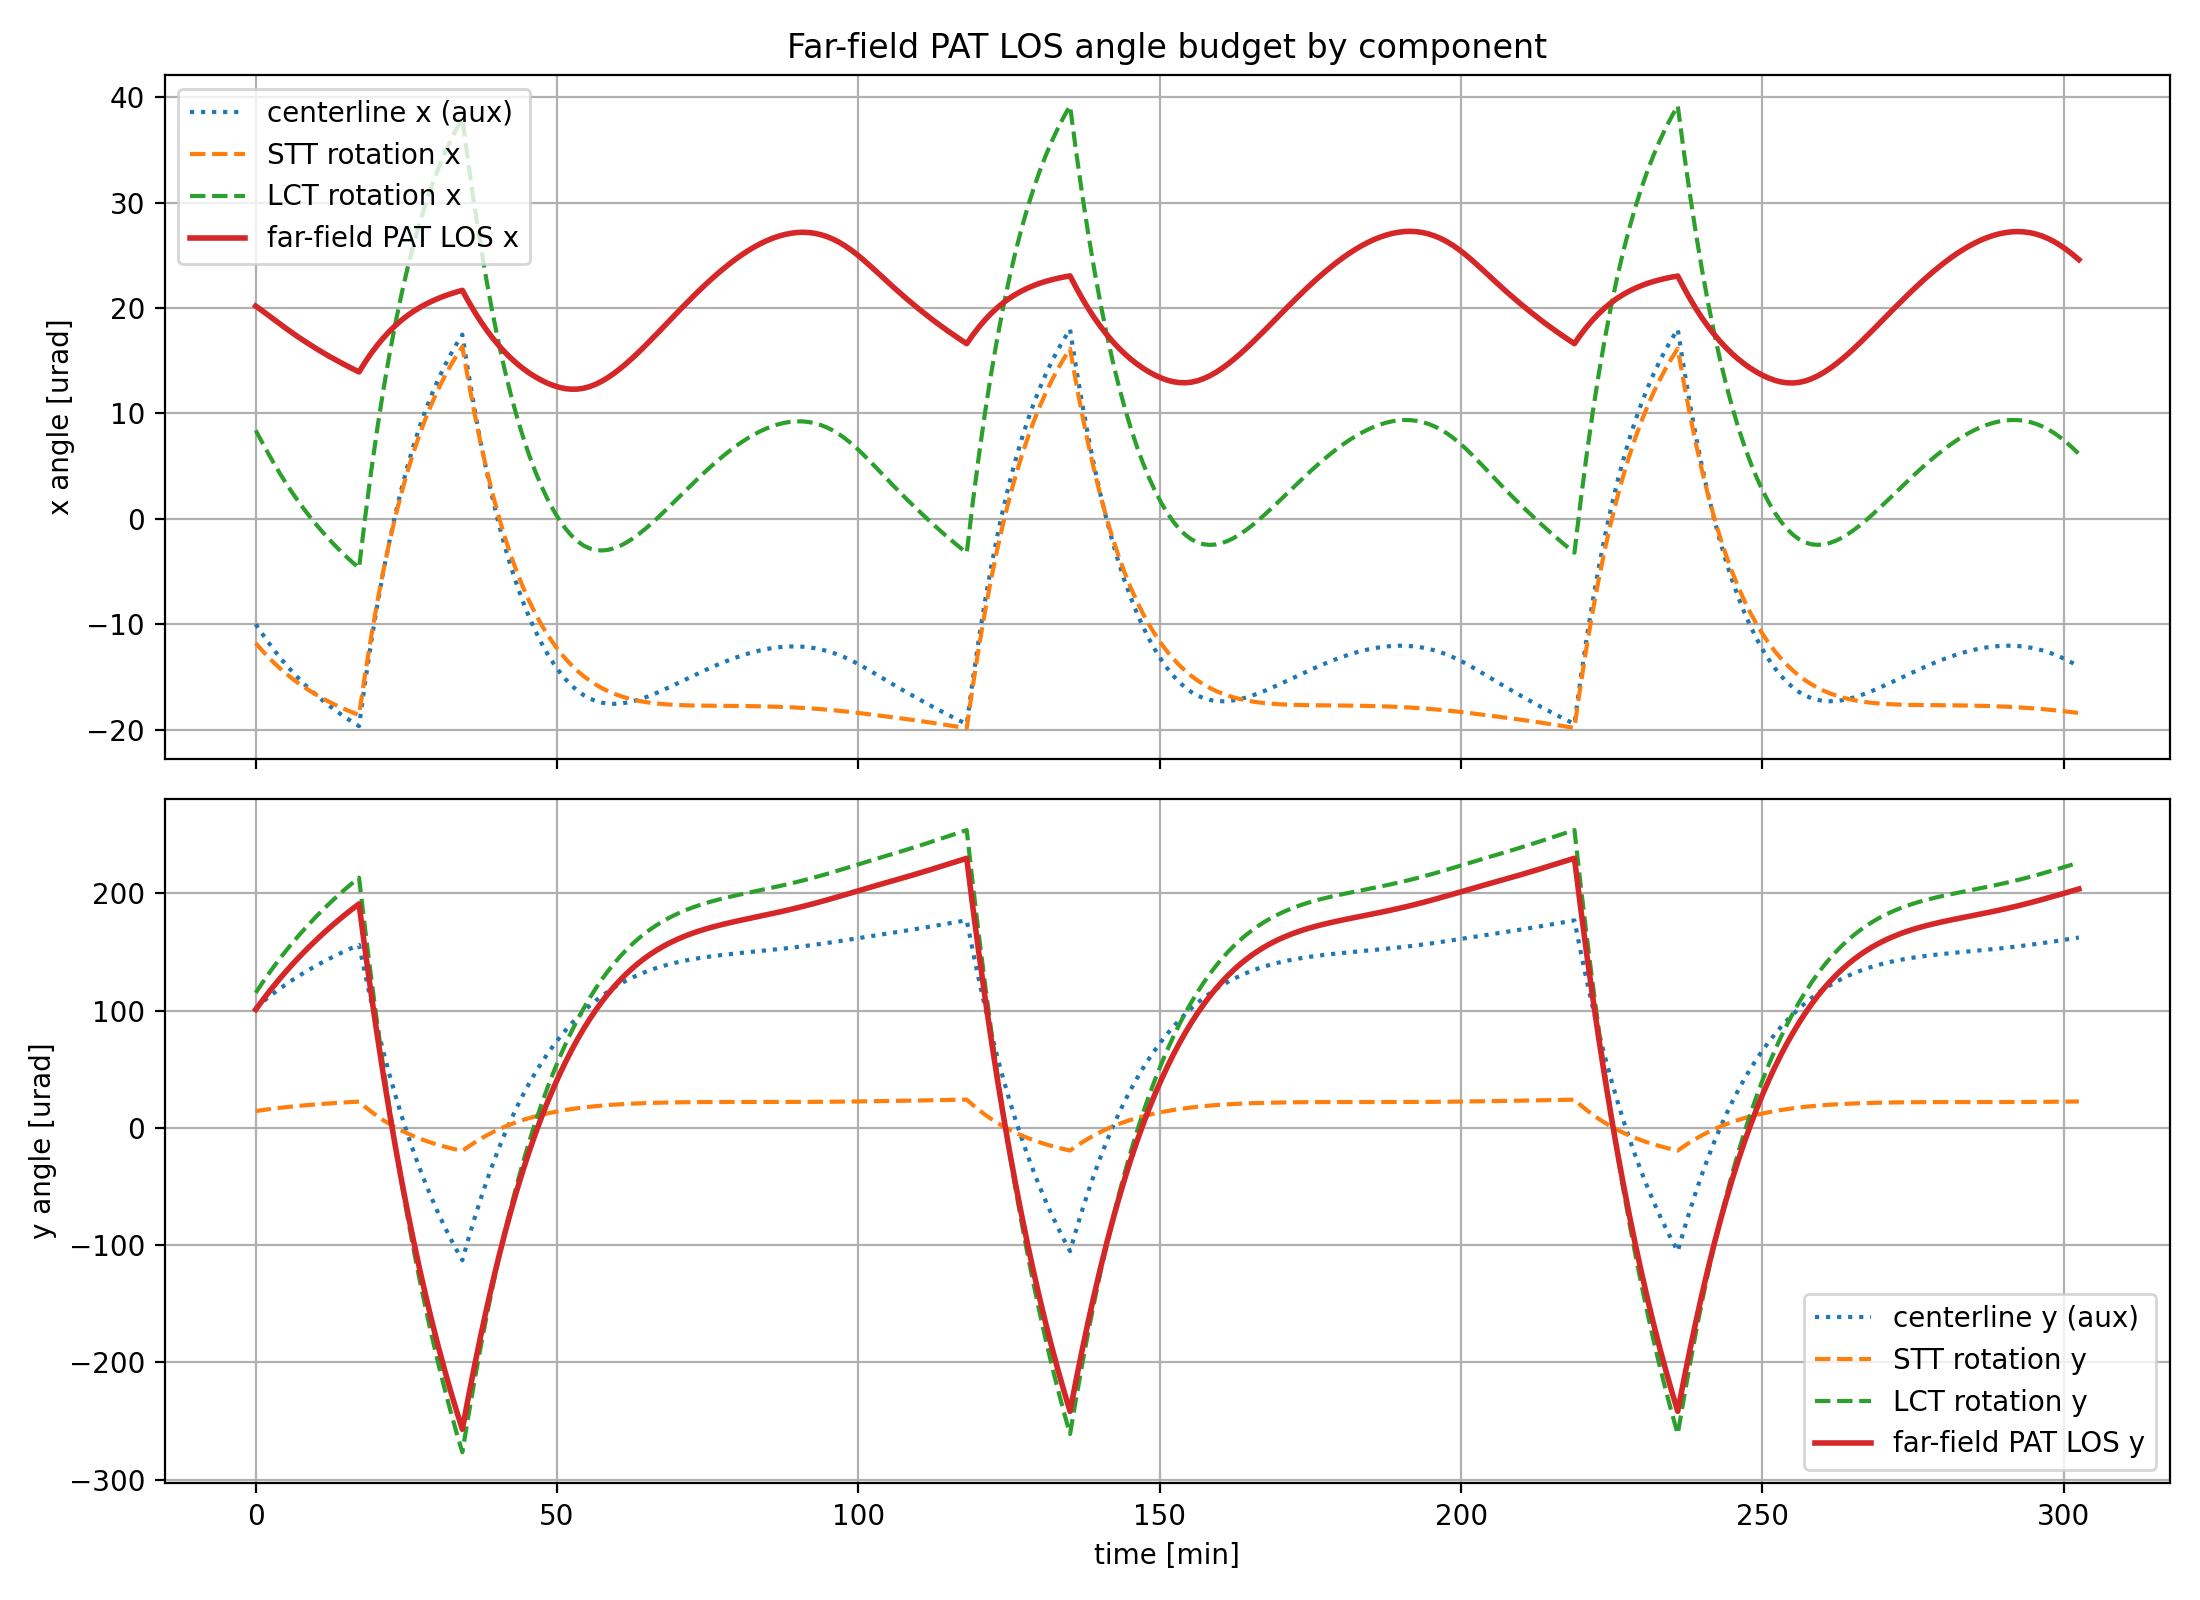 Far-field PAT LOS angle budget by component
x angle [urad]
40
30
20
10
0
−10
−20
centerline x (aux)
STT rotation x
LCT rotation x
far-field PAT LOS x
y angle [urad]
200
100
0
−100
−200
−300
centerline y (aux)
STT rotation y
LCT rotation y
far-field PAT LOS y
0 50 100 150 200 250 300
time [min]